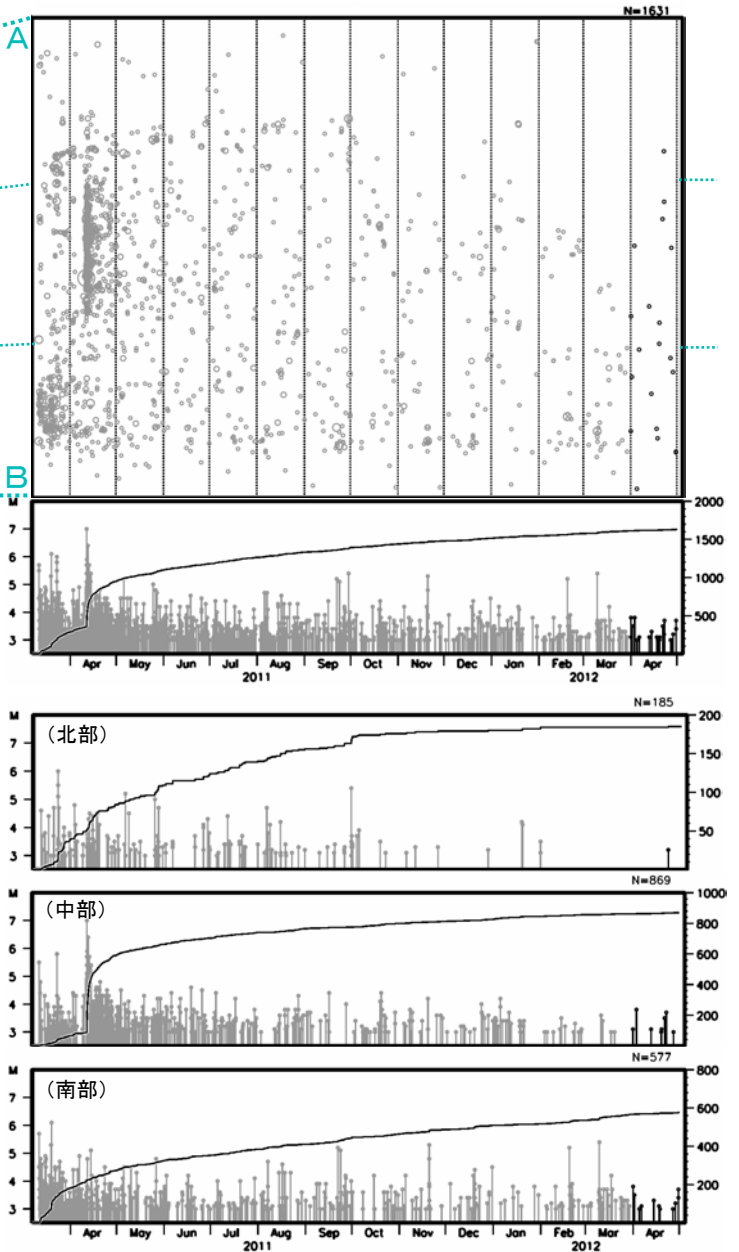 N=1631
A
B
M
2000
7
1500
6
5
1000
4
500
3
Apr May Jun Jul Aug Sep Oct Nov Dec Jan Feb Mar Apr
2011 2012
N=185
M
200
(北部)
7
150
6
5
100
4
50
3
N=869
M
1000
(中部)
7
800
6
600
5
400
4
200
3
N=577
M
800
(南部)
7
600
6
5
400
4
200
3
Apr May Jun Jul Aug Sep Oct Nov Dec Jan Feb Mar Apr
2011 2012